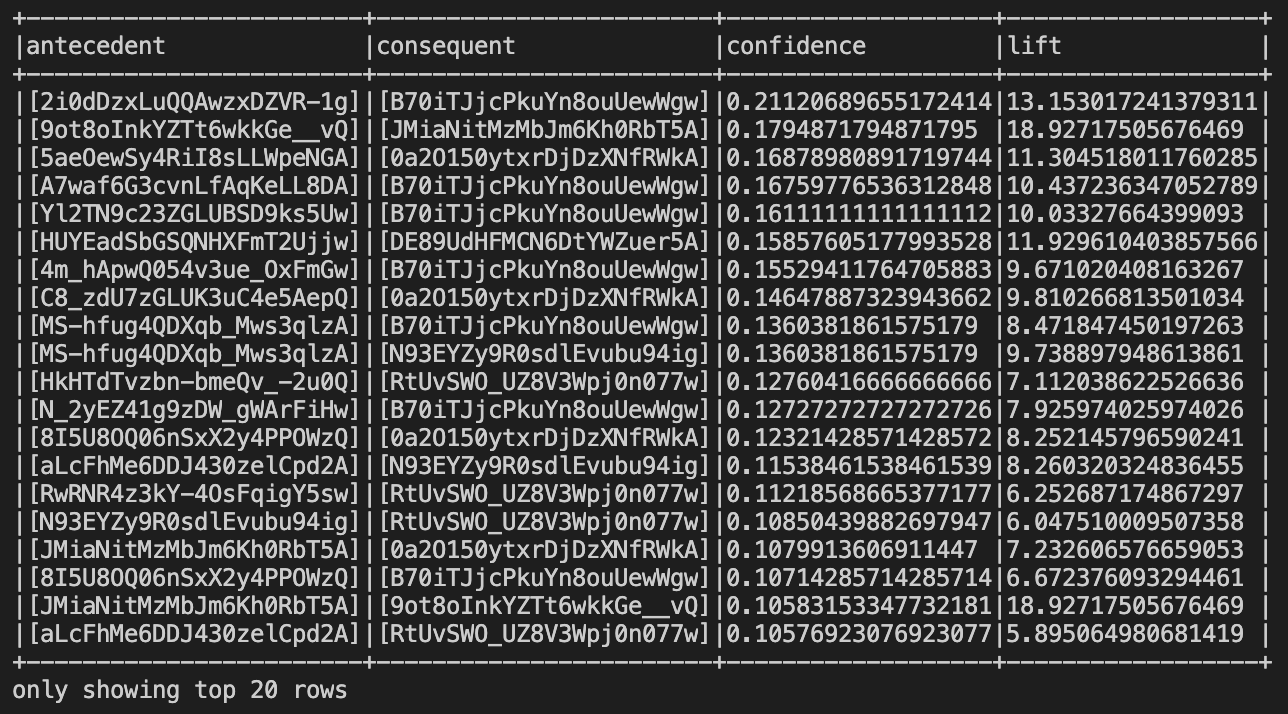 +------------------------+------------------------+-------------------+------------------+
|antecedent              |consequent              |confidence         |lift              |
+------------------------+------------------------+-------------------+------------------+
|[2i0dDzxLuQQAwzxDZVR-1g]|[B70iTJjcPkuYn8ouUewWgw]|0.21120689655172414|13.153017241379311|
|[9ot8oInkYZTt6wkkGe__vQ]|[JMiaNitMzMbJm6Kh0RbT5A]|0.1794871794871795 |18.92717505676469 |
|[5aeOewSy4RiI8sLLWpeNGA]|[0a2O150ytxrDjDzXNfRWkA]|0.16878980891719744|11.304518011760285|
|[A7waf6G3cvnLfAqKeLL8DA]|[B70iTJjcPkuYn8ouUewWgw]|0.16759776536312848|10.437236347052789|
|[Yl2TN9c23ZGLUBSD9ks5Uw]|[B70iTJjcPkuYn8ouUewWgw]|0.16111111111111112|10.03327664399093 |
|[HUYEadSbGSQNHXFmT2Ujjw]|[DE89UdHFMCN6DtYWZuer5A]|0.15857605177993528|11.929610403857566|
|[4m_hApwQ054v3ue_OxFmGw]|[B70iTJjcPkuYn8ouUewWgw]|0.15529411764705883|9.671020408163267 |
|[C8_zdU7zGLUK3uC4e5AepQ]|[0a2O150ytxrDjDzXNfRWkA]|0.14647887323943662|9.810266813501034 |
|[MS-hfug4QDXqb_Mws3qlzA]|[B70iTJjcPkuYn8ouUewWgw]|0.1360381861575179 |8.471847450197263 |
|[MS-hfug4QDXqb_Mws3qlzA]|[N93EYZy9R0sdlEvubu94ig]|0.1360381861575179 |9.738897948613861 |
|[HkHTdTvzbn-bmeQv_-2u0Q]|[RtUvSWO_UZ8V3Wpj0n077w]|0.12760416666666666|7.112038622526636 |
|[N_2yEZ41g9zDW_gWArFiHw]|[B70iTJjcPkuYn8ouUewWgw]|0.12727272727272726|7.925974025974026 |
|[8I5U8OQ06nSxX2y4PPOWzQ]|[0a2O150ytxrDjDzXNfRWkA]|0.12321428571428572|8.252145796590241 |
|[aLcFhMe6DDJ430zelCpd2A]|[N93EYZy9R0sdlEvubu94ig]|0.11538461538461539|8.260320324836455 |
|[RwRNR4z3kY-4OsFqigY5sw]|[RtUvSWO_UZ8V3Wpj0n077w]|0.11218568665377177|6.252687174867297 |
|[N93EYZy9R0sdlEvubu94ig]|[RtUvSWO_UZ8V3Wpj0n077w]|0.10850439882697947|6.047510009507358 |
|[JMiaNitMzMbJm6Kh0RbT5A]|[0a2O150ytxrDjDzXNfRWkA]|0.1079913606911447 |7.232606576659053 |
|[8I5U8OQ06nSxX2y4PPOWzQ]|[B70iTJjcPkuYn8ouUewWgw]|0.10714285714285714|6.672376093294461 |
|[JMiaNitMzMbJm6Kh0RbT5A]|[9ot8oInkYZTt6wkkGe__vQ]|0.10583153347732181|18.92717505676469 |
|[aLcFhMe6DDJ430zelCpd2A]|[RtUvSWO_UZ8V3Wpj0n077w]|0.10576923076923077|5.895064980681419 |
+------------------------+------------------------+-------------------+------------------+
only showing top 20 rows